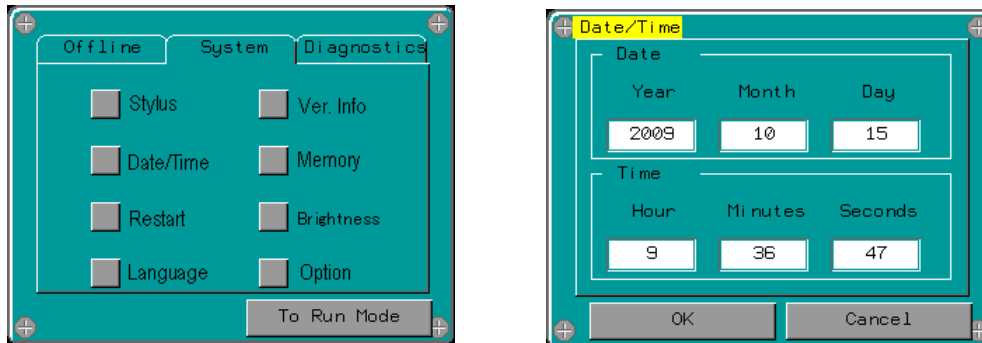 Offline System Diagnostics
Stylus Ver. Info
Date/Time Memory
Restart Brightness
Language Option
To Run Mode
Date/Time
Date
Year Month Day
2009 10 15
Time
Hour Minutes Seconds
9 36 47
OK Cancel